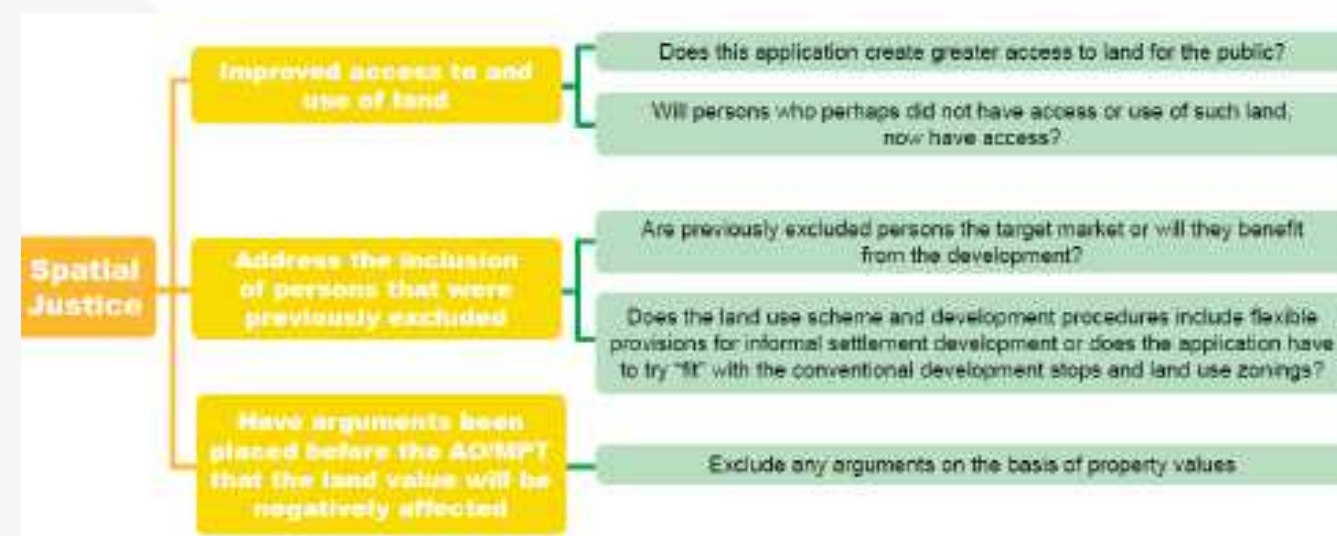 Spatial
Justice
Improved access to and
use of land
Does this application create greater access to land for the public?
Will persons who perhaps did not have access or use of such land,
now have access?
Address the inclusion
of persons that were
previously excluded
Are previously excluded persons the target market or will they benefit
from the development?
Does the land use scheme and development procedures include flexible
provisions for informal settlement development or does the application have
to try "fit" with the conventional development stops and land use zonings?
Have arguments been
placed before the AO/MPT
that the land value will be
negatively affected
Exclude any arguments on the basis of property values